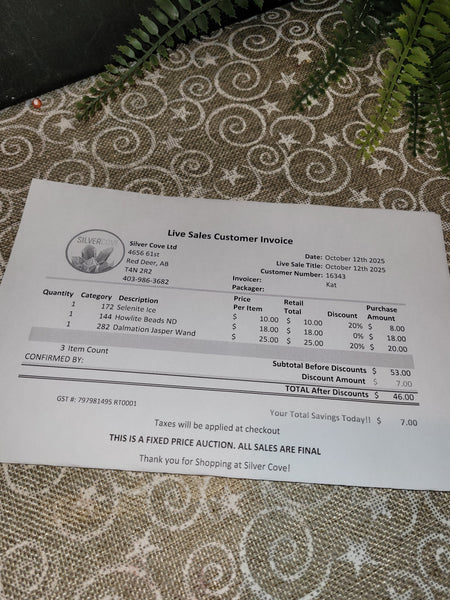 Live Sales Customer Invoice
SILVERCOVE
Silver Cove Ltd
4656 61st
Red Deer, AB
T4N 2R2
403-986-3682
Date: October 12th 2025
Live Sale Title: October 12th 2025
Customer Number: 16343
Invoicer: Kat
Packager:
Quantity Category Description Price Per Item Retail Total Discount Purchase Amount
1 172 Selenite Ice $ 10.00 $ 10.00 20% $ 8.00
1 144 Howlite Beads ND $ 18.00 $ 18.00 0% $ 18.00
1 282 Dalmation Jasper Wand $ 25.00 $ 25.00 20% $ 20.00
3 Item Count
Subtotal Before Discounts $ 53.00
CONFIRMED BY:
Discount Amount $ 7.00
TOTAL After Discounts $ 46.00
GST #: 797981495 RT0001
Your Total Savings Today!! $ 7.00
Taxes will be applied at checkout
THIS IS A FIXED PRICE AUCTION. ALL SALES ARE FINAL
Thank you for Shopping at Silver Cove!